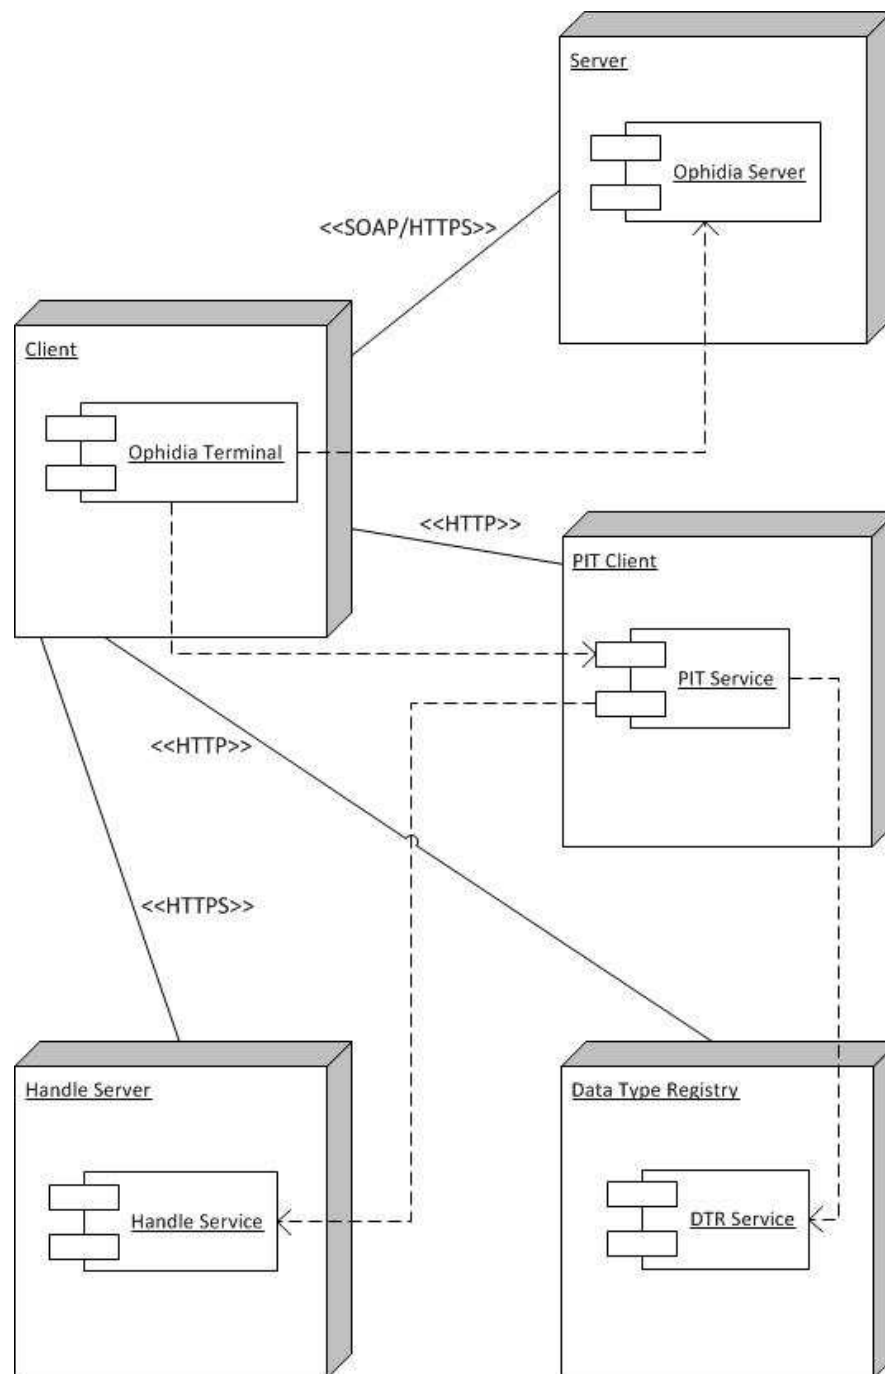 Server
Ophidia Server
<<SOAP/HTTPS>>
Client
Ophidia Terminal
<<HTTP>>
PIT Client
PIT Service
<<HTTP>>
<<HTTPS>>
Handle Server
Data Type Registry
Handle Service
DTR Service